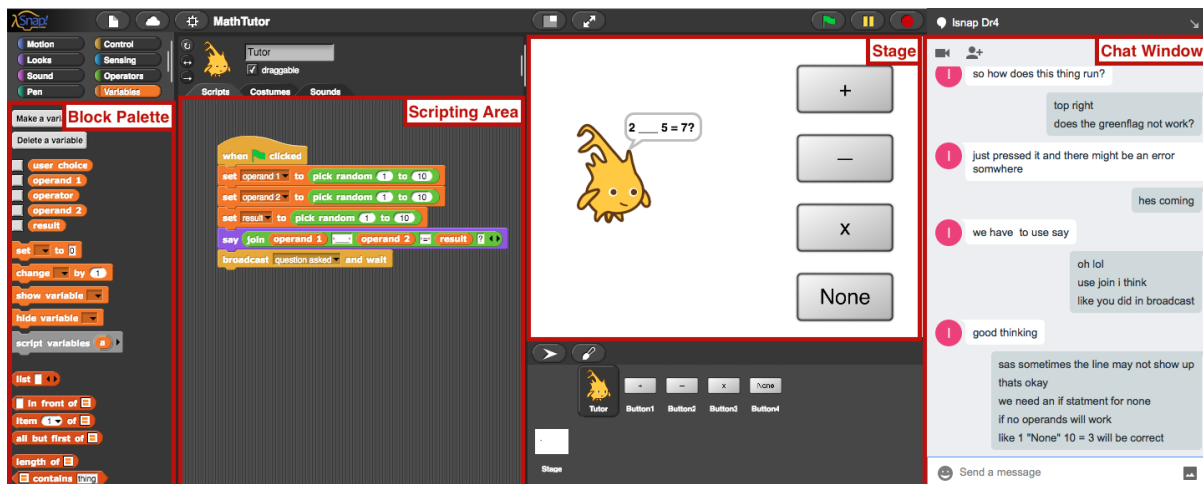 Snap!
MathTutor
Isnap Dr4
Motion
Control
Looks
Sensing
Sound
Operators
Pen
Variables
Tutor
draggable
Scripts
Costumes
Sounds
Block Palette
Make a vari
Delete a variable
user choice
operand 1
operator
operand 2
result
set to 0
change by 1
show variable
hide variable
script variables a
list
in front of
item 1 of
all but first of
length of
contains thing
Scripting Area
when clicked
set operand 1 to pick random 1 to 10
set operand 2 to pick random 1 to 10
set result to pick random 1 to 10
say join operand 1 ___ operand 2 = result ?
broadcast question asked and wait
Stage
2 ___ 5 = 7?
+
—
x
None
Tutor
+
Button1
–
Button2
x
Button3
None
Button4
Stage
Chat Window
I
so how does this thing run?
top right
does the greenflag not work?
I
just pressed it and there might be an error
somwhere
hes coming
I
we have to use say
oh lol
use join i think
like you did in broadcast
I
good thinking
sas sometimes the line may not show up
thats okay
we need an if statment for none
if no operands will work
like 1 "None" 10 = 3 will be correct
Send a message